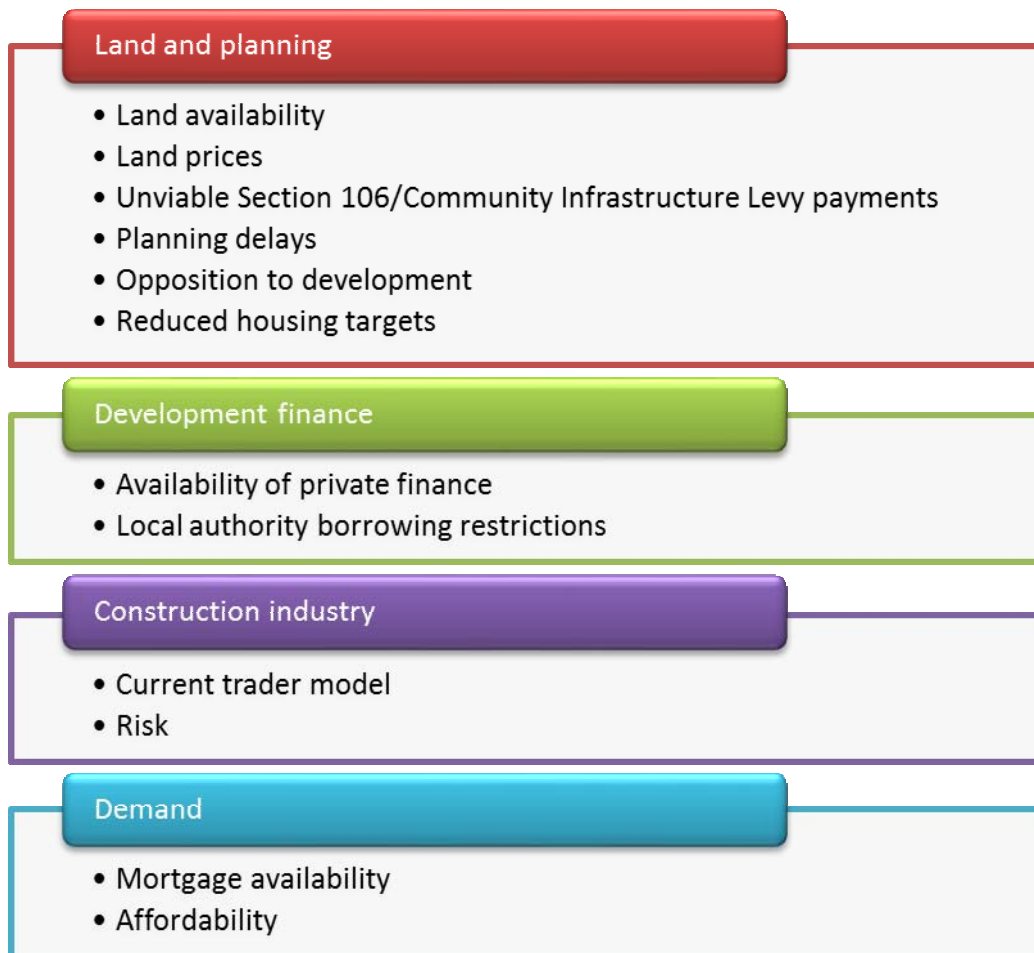 Land and planning
• Land availability
• Land prices
• Unviable Section 106/Community Infrastructure Levy payments
• Planning delays
• Opposition to development
• Reduced housing targets
Development finance
• Availability of private finance
• Local authority borrowing restrictions
Construction industry
• Current trader model
• Risk
Demand
• Mortgage availability
• Affordability